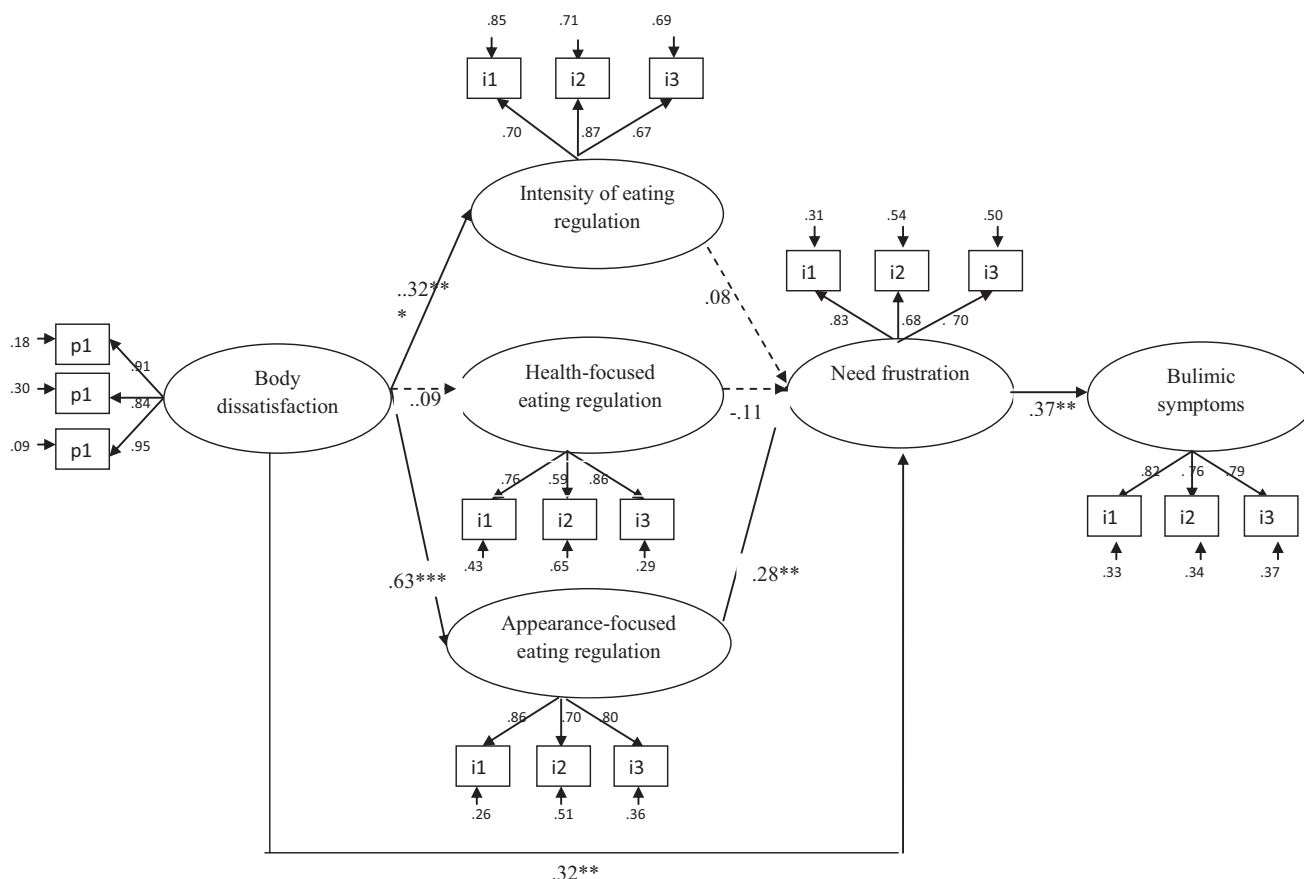 .85
.71
.69
i1
i2
i3
.70
.87
.67
Intensity of eating
regulation
.31
.54
.50
i1
i2
i3
.83
.68
. 70
..32**
*
.08
.18
p1
.30
p1
.09
p1
.91
.84
.95
Body
dissatisfaction
..09
Health-focused
eating regulation
-.11
Need frustration
.37**
Bulimic
symptoms
.76
.59
.86
i1
i2
i3
.43
.65
.29
.82
. 76
.79
i1
i2
i3
.33
.34
.37
.63***
.28**
Appearance-focused
eating regulation
.86
.70
.80
i1
i2
i3
.26
.51
.36
.32**